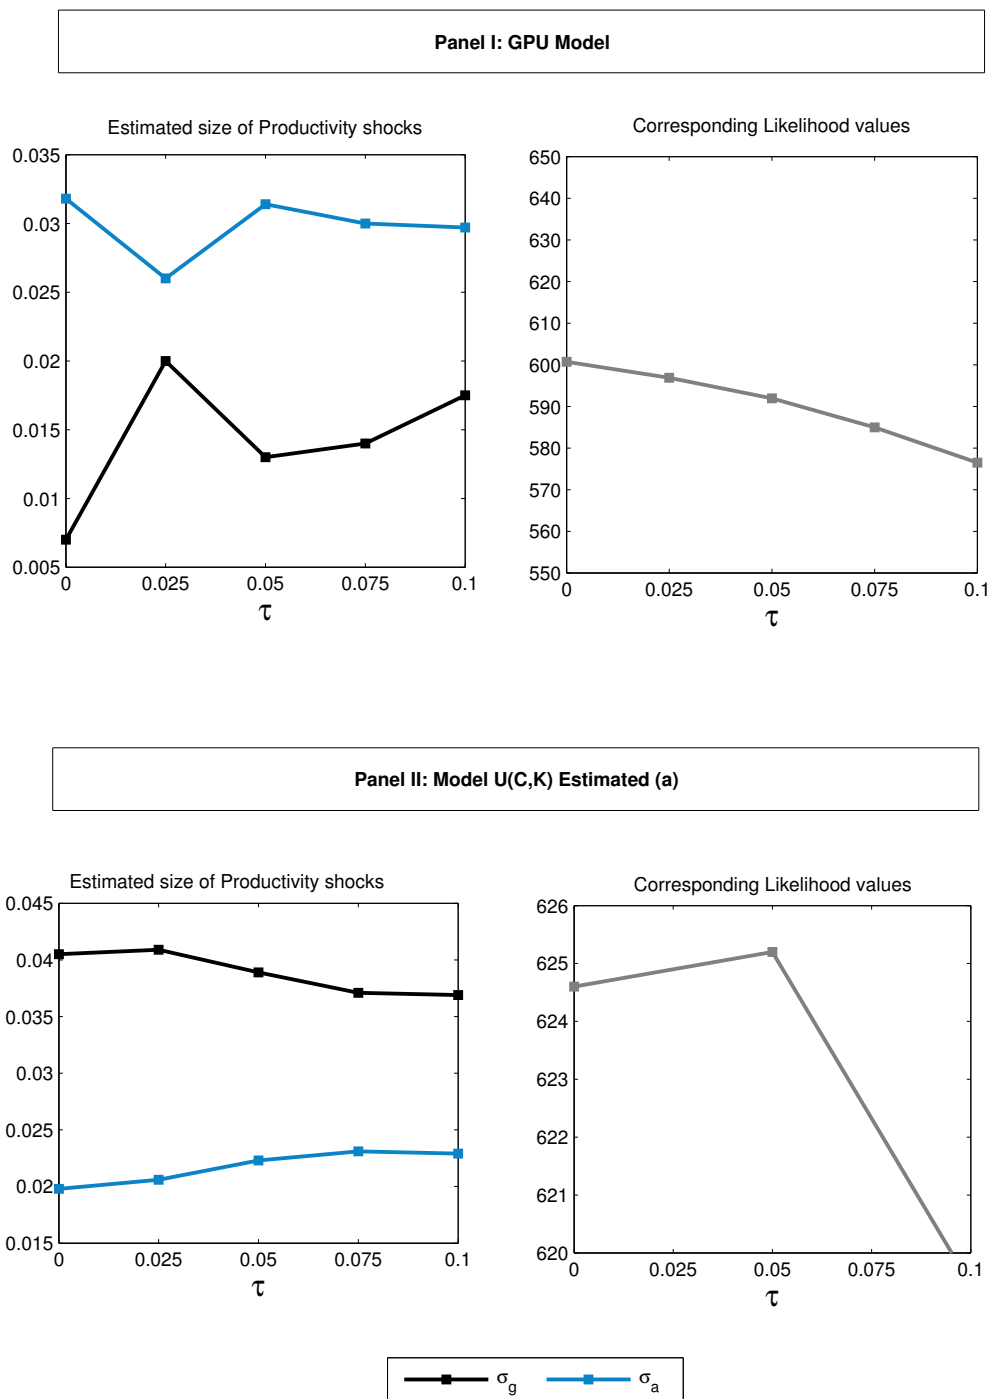 Panel I: GPU Model
Estimated size of Productivity shocks
0.035
0.03
0.025
0.02
0.015
0.01
0.005
0 0.025 0.05 0.075 0.1
τ
Corresponding Likelihood values
650
640
630
620
610
600
590
580
570
560
550
0 0.025 0.05 0.075 0.1
τ
Panel II: Model U(C,K) Estimated (a)
Estimated size of Productivity shocks
0.045
0.04
0.035
0.03
0.025
0.02
0.015
0 0.025 0.05 0.075 0.1
τ
Corresponding Likelihood values
626
625
624
623
622
621
620
0 0.025 0.05 0.075 0.1
τ
σg σa